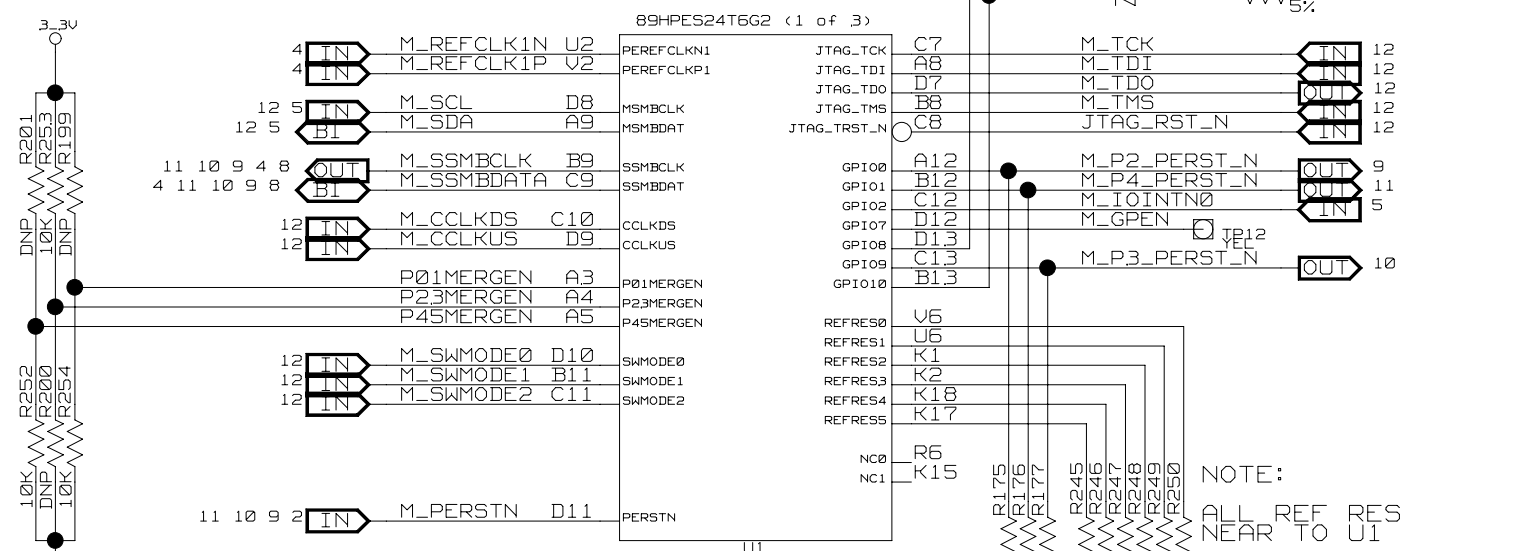 5%
3_3V
89HPES24T6G2 (1 of 3)
4 IN M_REFCLK1N U2 PEREFCLKN1 JTAG_TCK C7 M_TCK IN 12
4 IN M_REFCLK1P V2 PEREFCLKP1 JTAG_TDI A8 M_TDI IN 12
JTAG_TDO D7 M_TDO OUT 12
12 5 IN M_SCL D8 MSMBCLK JTAG_TMS B8 M_TMS IN 12
12 5 BI M_SDA A9 MSMBDAT JTAG_TRST_N C8 JTAG_RST_N IN 12
11 10 9 4 8 OUT M_SSMBCLK B9 SSMBCLK GPIO0 A12 M_P2_PERST_N OUT 9
4 11 10 9 8 BI M_SSMBDATA C9 SSMBDAT GPIO1 B12 M_P4_PERST_N OUT 11
GPIO2 C12 M_IOINTN0 IN 5
12 IN M_CCLKDS C10 CCLKDS GPIO7 D12 M_GPEN TP12
YEL
12 IN M_CCLKUS D9 CCLKUS GPIO8 D13
GPIO9 C13 M_P3_PERST_N OUT 10
P01MERGEN A3 P01MERGEN GPIO10 B13
P23MERGEN A4 P23MERGEN
P45MERGEN A5 P45MERGEN REFRES0 V6
REFRES1 U6
12 IN M_SWMODE0 D10 SWMODE0 REFRES2 K1
12 IN M_SWMODE1 B11 SWMODE1 REFRES3 K2
12 IN M_SWMODE2 C11 SWMODE2 REFRES4 K18
REFRES5 K17
NC0 R6
NC1 K15
11 10 9 2 IN M_PERSTN D11 PERSTN
U1
R201 DNP
R253 10K
R199 DNP
R252 10K
R200 DNP
R254 10K
R175
R176
R177
R245
R246
R247
R248
R249
R250
NOTE:
ALL REF RES
NEAR TO U1